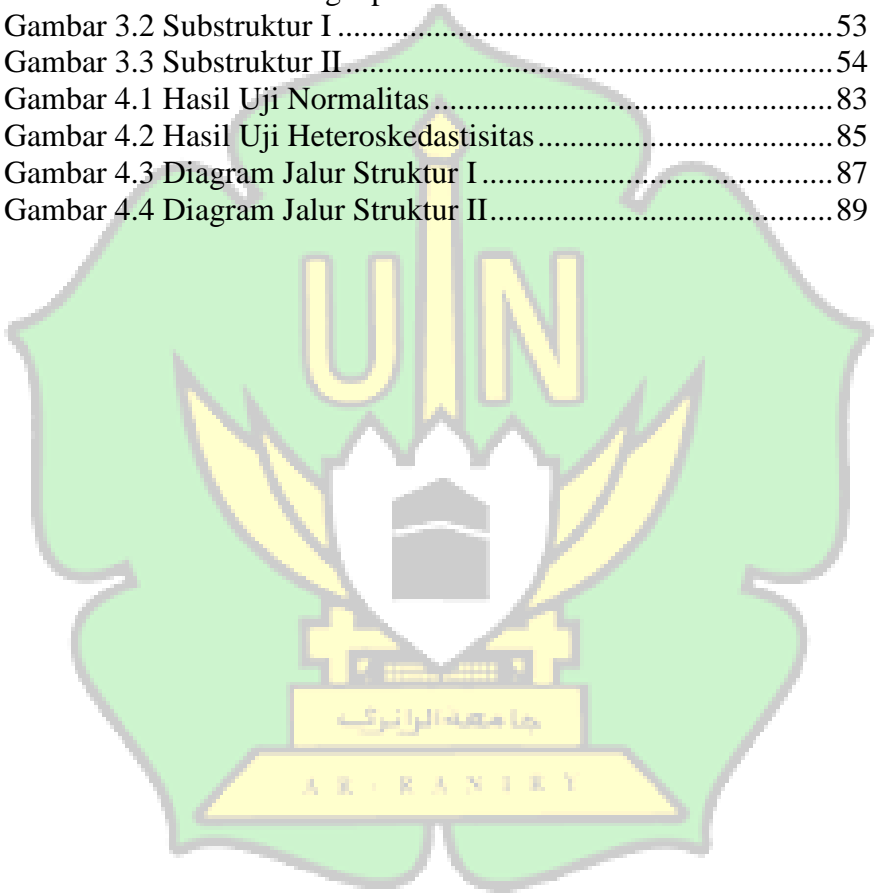 Gambar 3.2 Substruktur I ............................................................ 53
Gambar 3.3 Substruktur II........................................................... 54
Gambar 4.1 Hasil Uji Normalitas ................................................ 83
Gambar 4.2 Hasil Uji Heteroskedastisitas ................................... 85
Gambar 4.3 Diagram Jalur Struktur I .......................................... 87
Gambar 4.4 Diagram Jalur Struktur II......................................... 89
UIN
جامعة الرانيري
AR - RANIRY